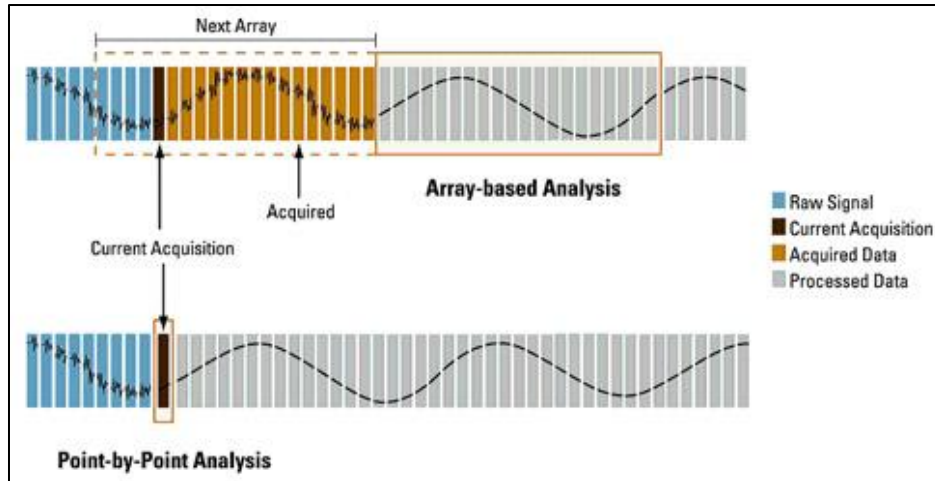 Next Array
Array-based Analysis
Acquired
Current Acquisition
Raw Signal
Current Acquisition
Acquired Data
Processed Data
Point-by-Point Analysis